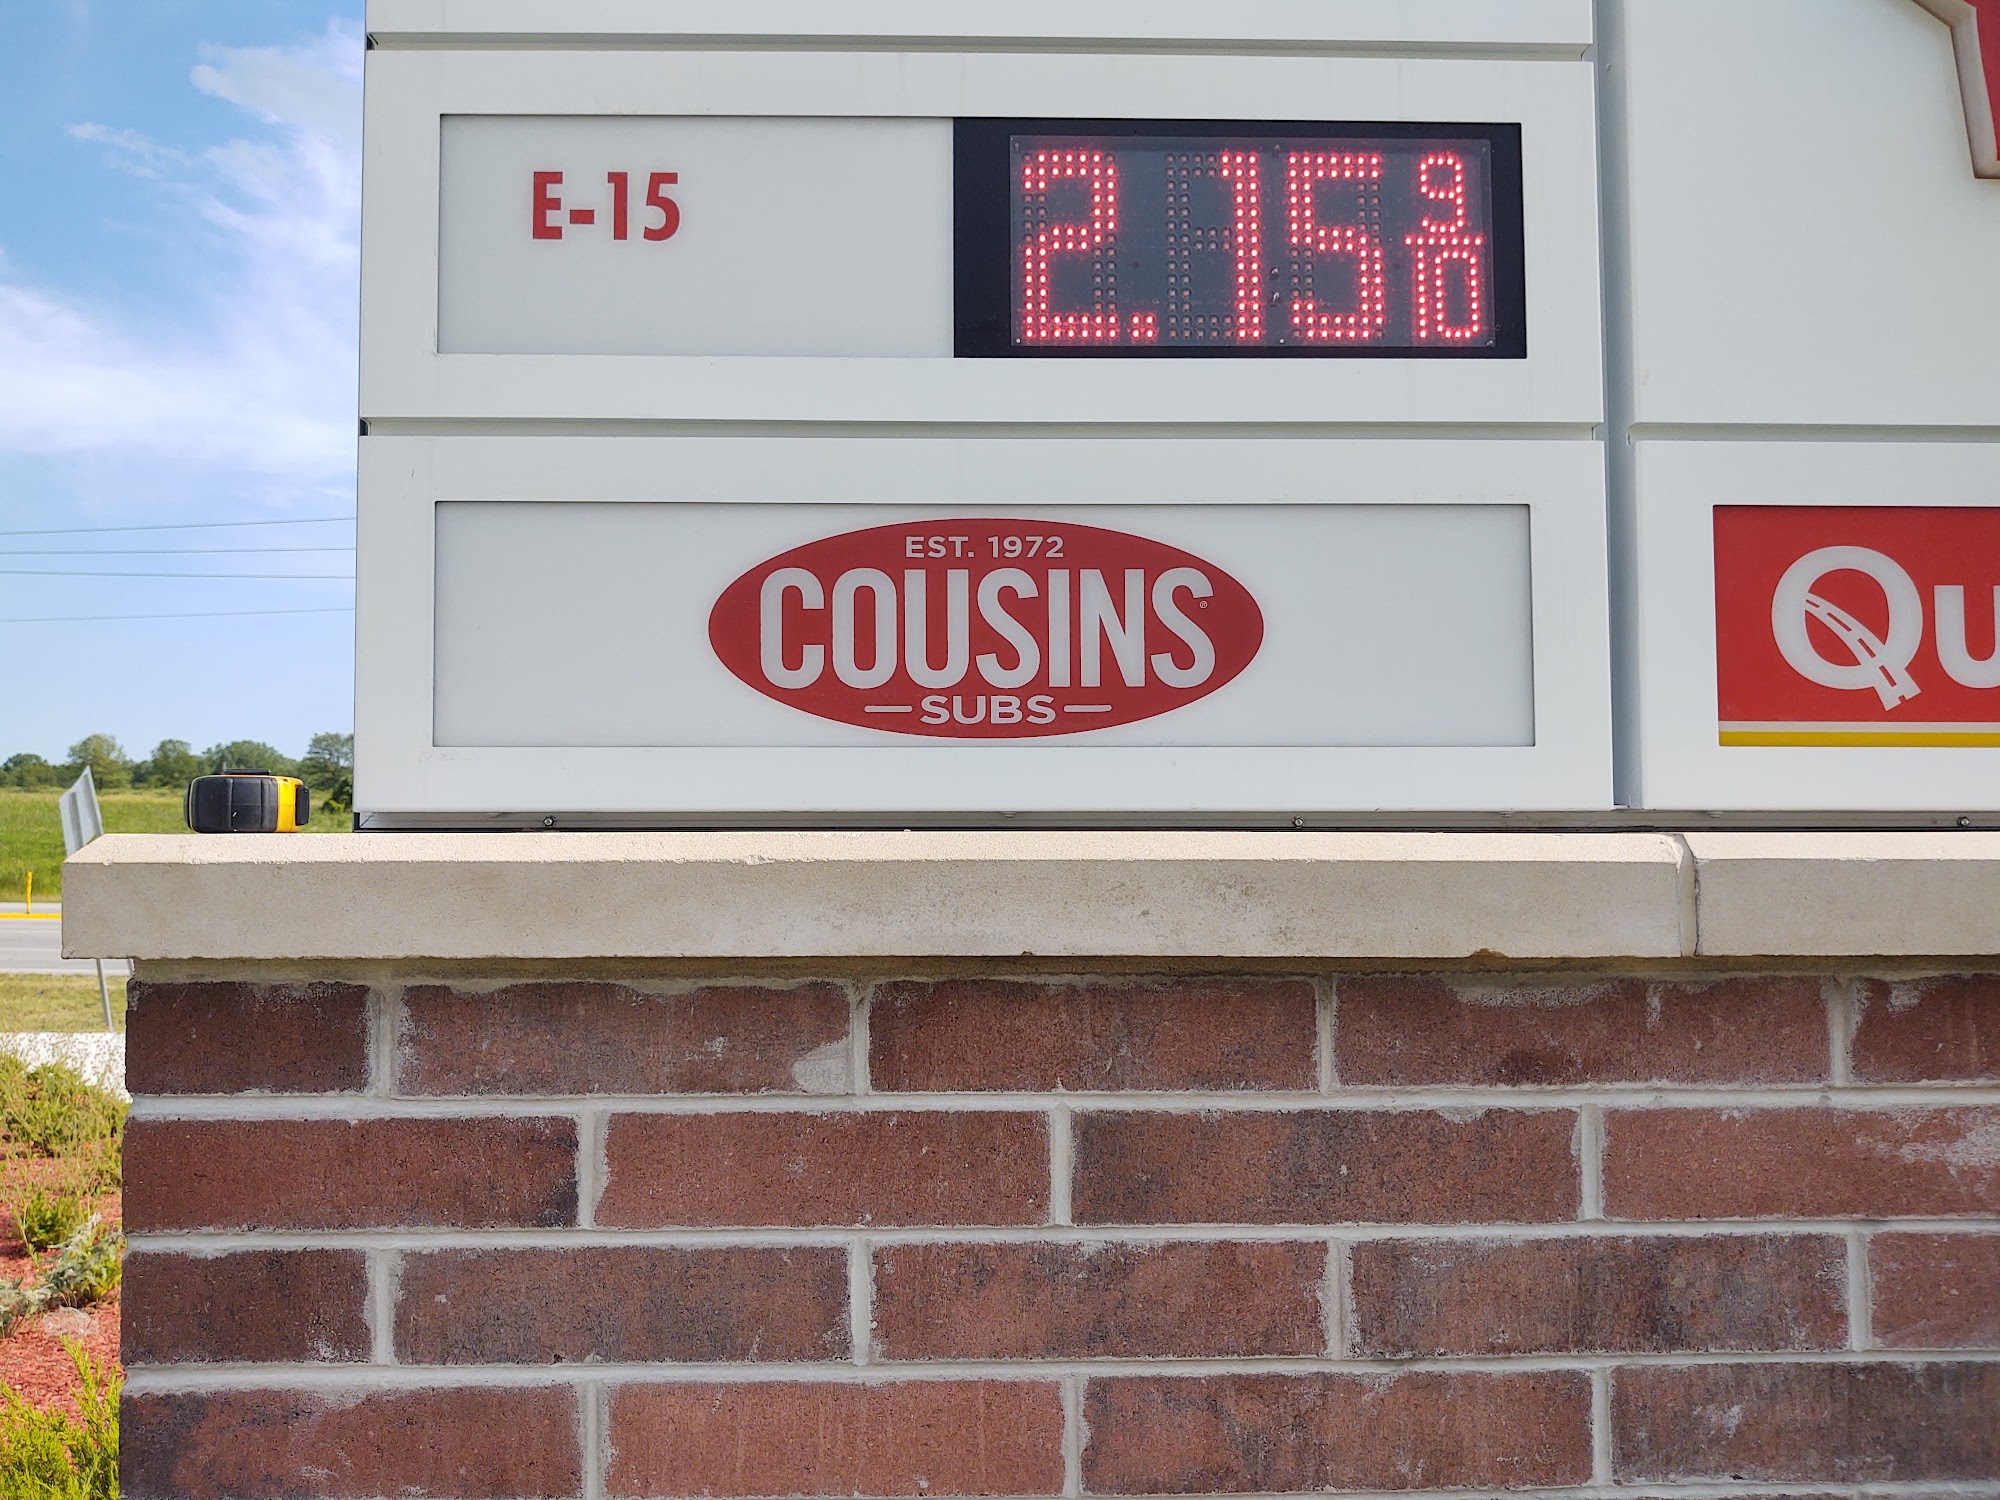 E-15 2.15 9/10
EST. 1972
COUSINS®
SUBS
Qu